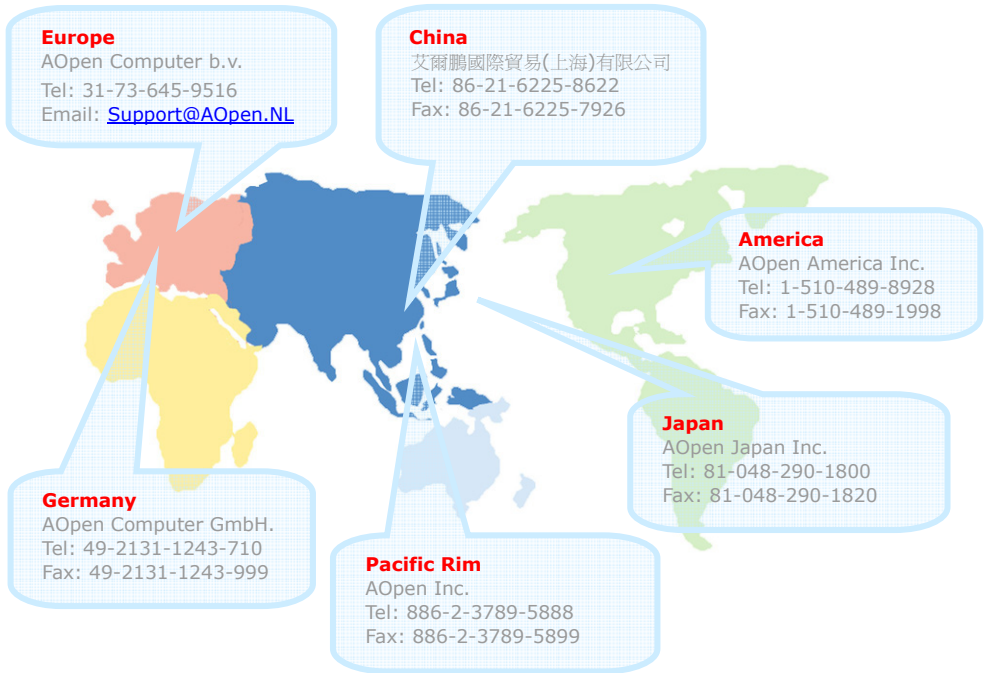 Europe
AOpen Computer b.v.
Tel: 31-73-645-9516
Email: Support@AOpen.NL
China
艾爾鵬國際貿易(上海)有限公司
Tel: 86-21-6225-8622
Fax: 86-21-6225-7926
America
AOpen America Inc.
Tel: 1-510-489-8928
Fax: 1-510-489-1998
Japan
AOpen Japan Inc.
Tel: 81-048-290-1800
Fax: 81-048-290-1820
Germany
AOpen Computer GmbH.
Tel: 49-2131-1243-710
Fax: 49-2131-1243-999
Pacific Rim
AOpen Inc.
Tel: 886-2-3789-5888
Fax: 886-2-3789-5899